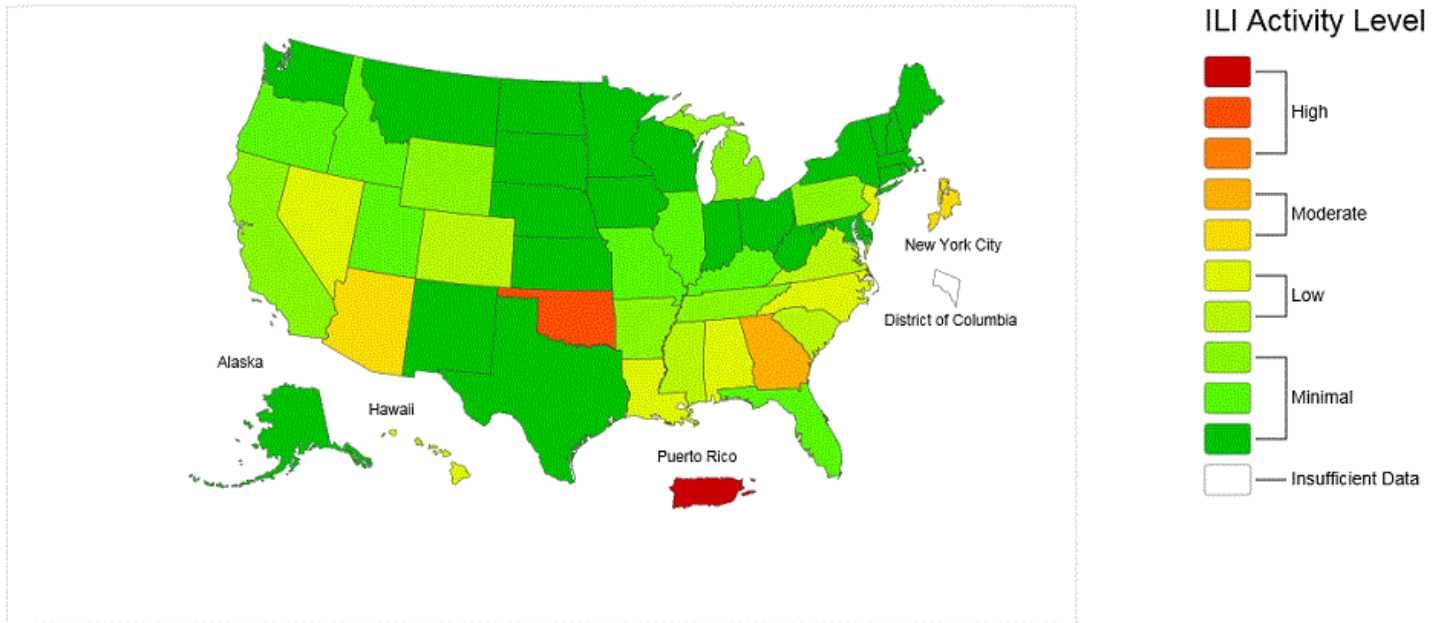 ILI Activity Level
High
Moderate
New York City
Low
District of Columbia
Alaska
Minimal
Hawaii
Puerto Rico
Insufficient Data